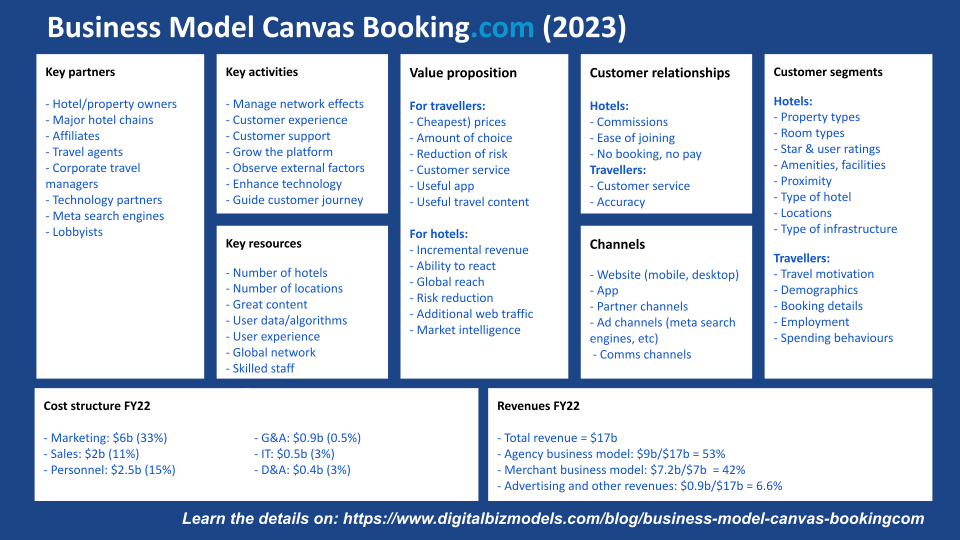 Business Model Canvas Booking.com (2023)
Key partners
- Hotel/property owners
- Major hotel chains
- Affiliates
- Travel agents
- Corporate travel
managers
- Technology partners
- Meta search engines
- Lobbyists
Key activities
- Manage network effects
- Customer experience
- Customer support
- Grow the platform
- Observe external factors
- Enhance technology
- Guide customer journey
Key resources
- Number of hotels
- Number of locations
- Great content
- User data/algorithms
- User experience
- Global network
- Skilled staff
Value proposition
For travellers:
- Cheapest) prices
- Amount of choice
- Reduction of risk
- Customer service
- Useful app
- Useful travel content
For hotels:
- Incremental revenue
- Ability to react
- Global reach
- Risk reduction
- Additional web traffic
- Market intelligence
Customer relationships
Hotels:
- Commissions
- Ease of joining
- No booking, no pay
Travellers:
- Customer service
- Accuracy
Channels
- Website (mobile, desktop)
- App
- Partner channels
- Ad channels (meta search
engines, etc)
- Comms channels
Customer segments
Hotels:
- Property types
- Room types
- Star & user ratings
- Amenities, facilities
- Proximity
- Type of hotel
- Locations
- Type of infrastructure
Travellers:
- Travel motivation
- Demographics
- Booking details
- Employment
- Spending behaviours
Cost structure FY22
- Marketing: $6b (33%)
- Sales: $2b (11%)
- Personnel: $2.5b (15%)
- G&A: $0.9b (0.5%)
- IT: $0.5b (3%)
- D&A: $0.4b (3%)
Revenues FY22
- Total revenue = $17b
- Agency business model: $9b/$17b = 53%
- Merchant business model: $7.2b/$7b  = 42%
- Advertising and other revenues: $0.9b/$17b = 6.6%
Learn the details on: https://www.digitalbizmodels.com/blog/business-model-canvas-bookingcom